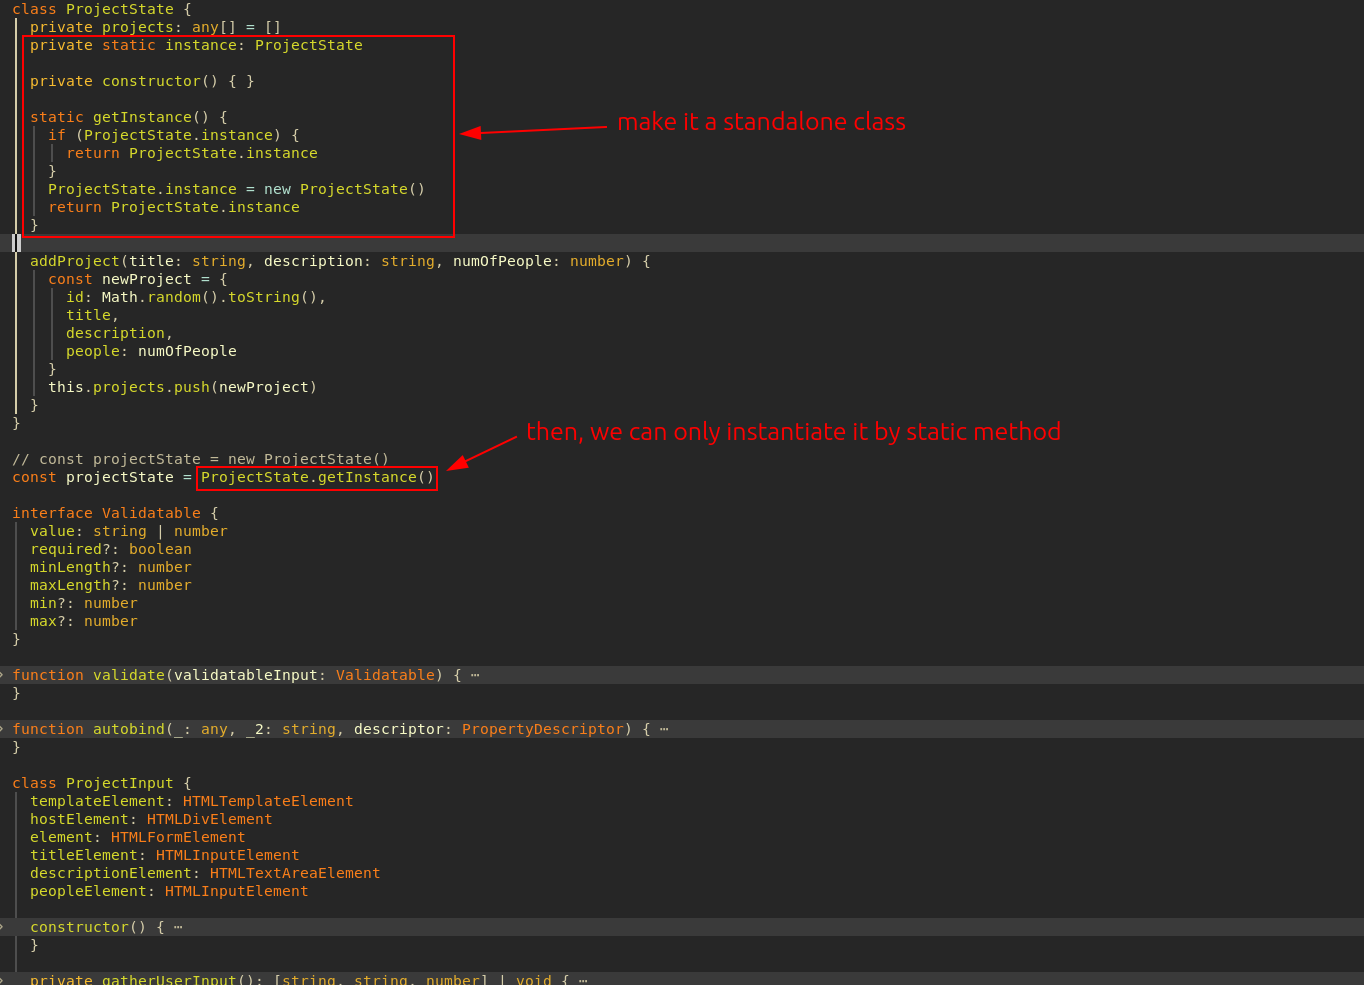 class ProjectState {
private projects: any[] = []
private static instance: ProjectState
private constructor() { }
static getInstance() {
if (ProjectState.instance) {
return ProjectState.instance
}
ProjectState.instance = new ProjectState()
return ProjectState.instance
}
make it a standalone class
addProject(title: string, description: string, numOfPeople: number) {
const newProject = {
id: Math.random().toString(),
title,
description,
people: numOfPeople
}
this.projects.push(newProject)
}
}
then, we can only instantiate it by static method
// const projectState = new ProjectState()
const projectState = ProjectState.getInstance()
interface Validatable {
value: string | number
required?: boolean
minLength?: number
maxLength?: number
min?: number
max?: number
}
function validate(validatableInput: Validatable) { ⋯
}
function autobind(_: any, _2: string, descriptor: PropertyDescriptor) { ⋯
}
class ProjectInput {
templateElement: HTMLTemplateElement
hostElement: HTMLDivElement
element: HTMLFormElement
titleElement: HTMLInputElement
descriptionElement: HTMLTextAreaElement
peopleElement: HTMLInputElement
constructor() { ⋯
}
private gatherUserInput(): [string, string, number] | void { ⋯